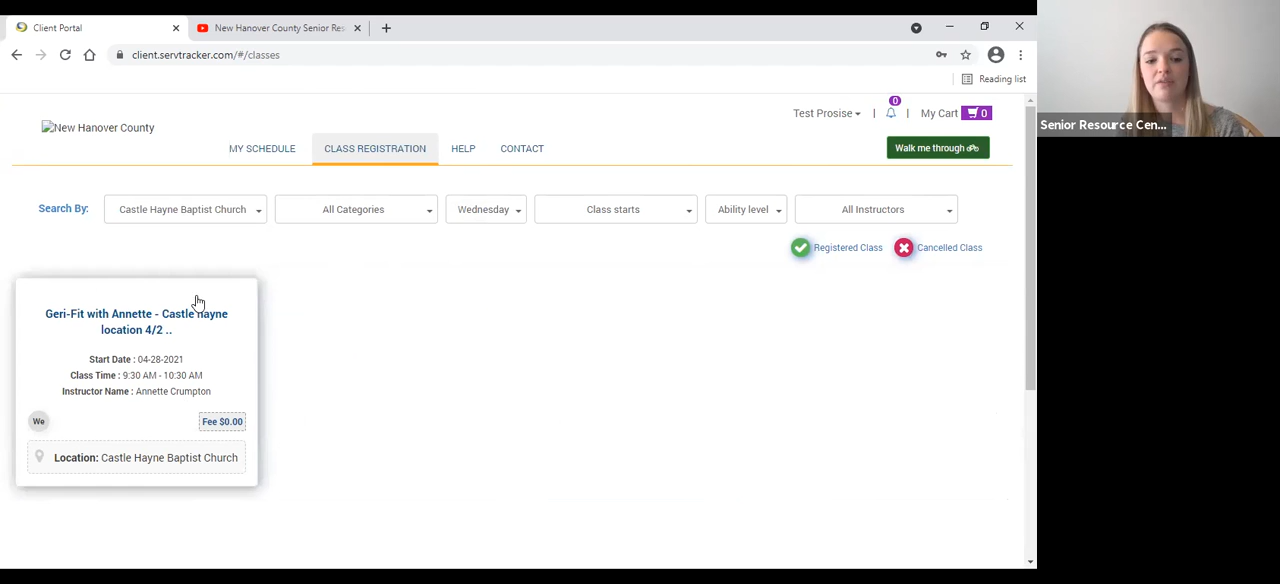 Client Portal
New Hanover County Senior Res
client.servtracker.com/#/classes
Reading list
New Hanover County
Test Prosise
0
My Cart 0
MY SCHEDULE
CLASS REGISTRATION
HELP
CONTACT
Walk me through
Search By:
Castle Hayne Baptist Church
All Categories
Wednesday
Class starts
Ability level
All Instructors
Registered Class
Cancelled Class
Geri-Fit with Annette - Castle hayne
location 4/2 ..
Start Date : 04-28-2021
Class Time : 9:30 AM - 10:30 AM
Instructor Name : Annette Crumpton
We
Fee $0.00
Location: Castle Hayne Baptist Church
Senior Resource Cen...